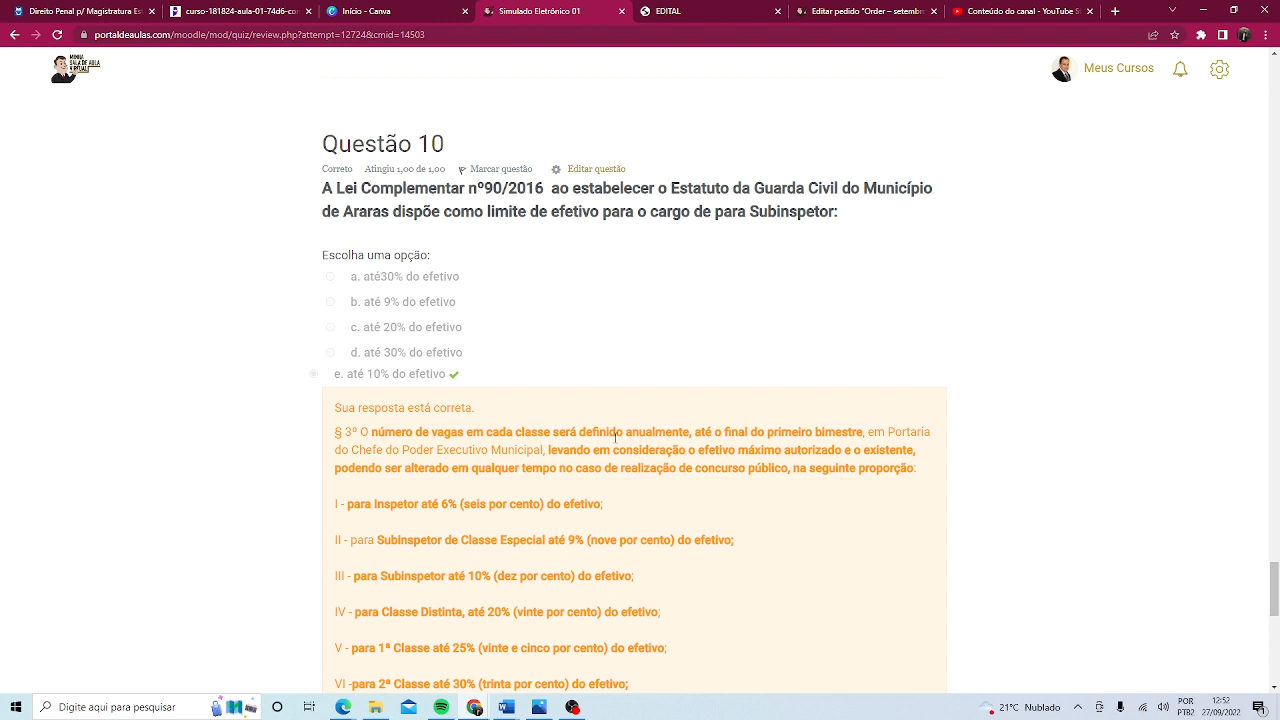 Direito Penal p/ Magistratura Es
curso-181824-aula-01-74d6-com
Simulado
Simulado Eletrônico 01
EDITAL
Editar pedido "Overall - setemb
Conteúdo do canal - YouTube S
portaldeaulas.com/moodle/mod/quiz/review.php?attempt=12724&cmid=14503
MINHA
SALA DE AULA
VIRTUAL
Meus Cursos
Questão 10
Correto Atingiu 1,00 de 1,00 Marcar questão Editar questão
A Lei Complementar nº90/2016 ao estabelecer o Estatuto da Guarda Civil do Município
de Araras dispõe como limite de efetivo para o cargo de para Subinspetor:
Escolha uma opção:
a. até30% do efetivo
b. até 9% do efetivo
c. até 20% do efetivo
d. até 30% do efetivo
e. até 10% do efetivo
Sua resposta está correta.
§ 3º O número de vagas em cada classe será definido anualmente, até o final do primeiro bimestre, em Portaria
do Chefe do Poder Executivo Municipal, levando em consideração o efetivo máximo autorizado e o existente,
podendo ser alterado em qualquer tempo no caso de realização de concurso público, na seguinte proporção:
I - para Inspetor até 6% (seis por cento) do efetivo;
II - para Subinspetor de Classe Especial até 9% (nove por cento) do efetivo;
III - para Subinspetor até 10% (dez por cento) do efetivo;
IV - para Classe Distinta, até 20% (vinte por cento) do efetivo;
V - para 1ª Classe até 25% (vinte e cinco por cento) do efetivo;
VI -para 2ª Classe até 30% (trinta por cento) do efetivo;
Digite aqui para pesquisar
21°C Nublado
POR
PTB2
12:52
27/09/2022